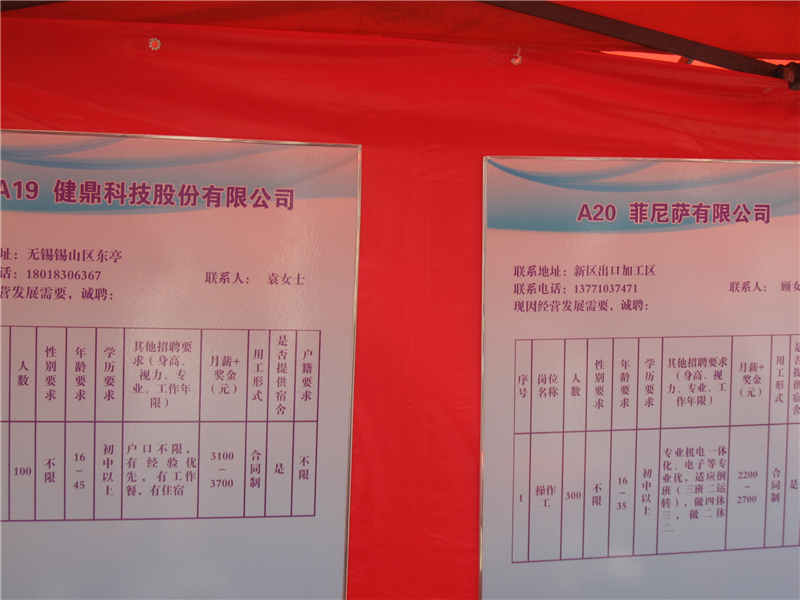 A19 健鼎科技股份有限公司
址：无锡锡山区东亭
话：18018306367 联系人： 袁女士
营发展需要，诚聘：
人数
性别要求
年龄要求
学历要求
其他招聘要
求（身高、
视力、专
业、工作年
限）
月薪+
奖金
（元）
用工形式
是否提供宿舍
户籍要求
100
不限
16
-
45
初中以上
户口不限，
有经验优
先，有工作
餐，有住宿
3100
-
3700
合同制
是
不限
A20 菲尼萨有限公司
联系地址：新区出口加工区
联系电话：13771037471 联系人： 顾女
现因经营发展需要，诚聘：
序号
岗位
名称
人数
性别要求
年龄要求
学历要求
其他招聘要求
（身高、视
力、专业、工
作年限）
月薪+
奖金
（元）
用工形式
是否提供宿
1
操作
工
300
不限
16
-
35
初中以上
专业机电一体
化、电子等专
业优，适应倒
班（三班二运
转），做四休
三，做二休
二.
2200
-
2700
合同制
是